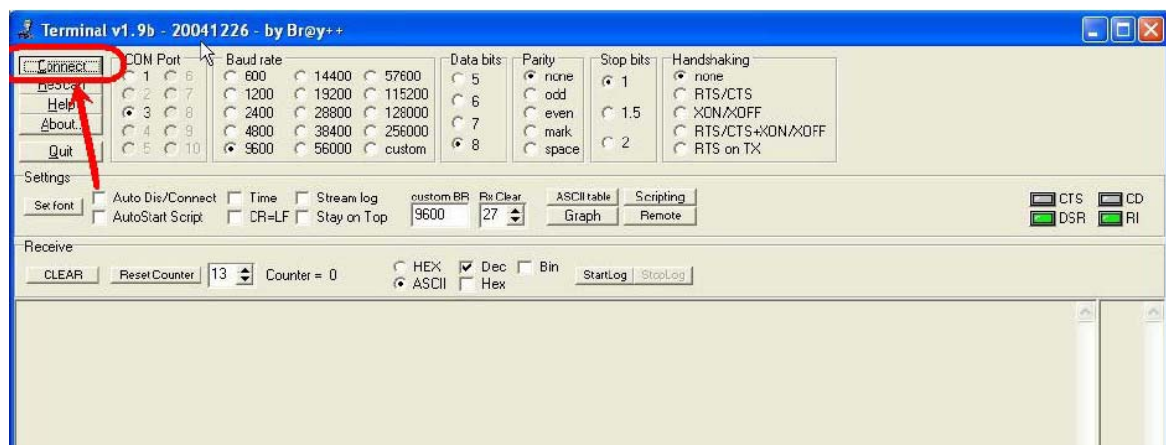 Terminal v1.9b - 20041226 - by Br@y++
Connect
ReScan
Help
About..
Quit
COM Port
1 6
2 7
3 8
4 9
5 10
Baud rate
600 14400 57600
1200 19200 115200
2400 28800 128000
4800 38400 256000
9600 56000 custom
Data bits
5
6
7
8
Parity
none
odd
even
mark
space
Stop bits
1
1.5
2
Handshaking
none
RTS/CTS
XON/XOFF
RTS/CTS+XON/XOFF
RTS on TX
Settings
Set font
Auto Dis/Connect Time Stream log
AutoStart Script CR=LF Stay on Top
custom BR Rx Clear
9600 27
ASCII table Scripting
Graph Remote
CTS CD
DSR RI
Receive
CLEAR Reset Counter 13 Counter = 0
HEX Dec Bin
ASCII Hex
StartLog StopLog